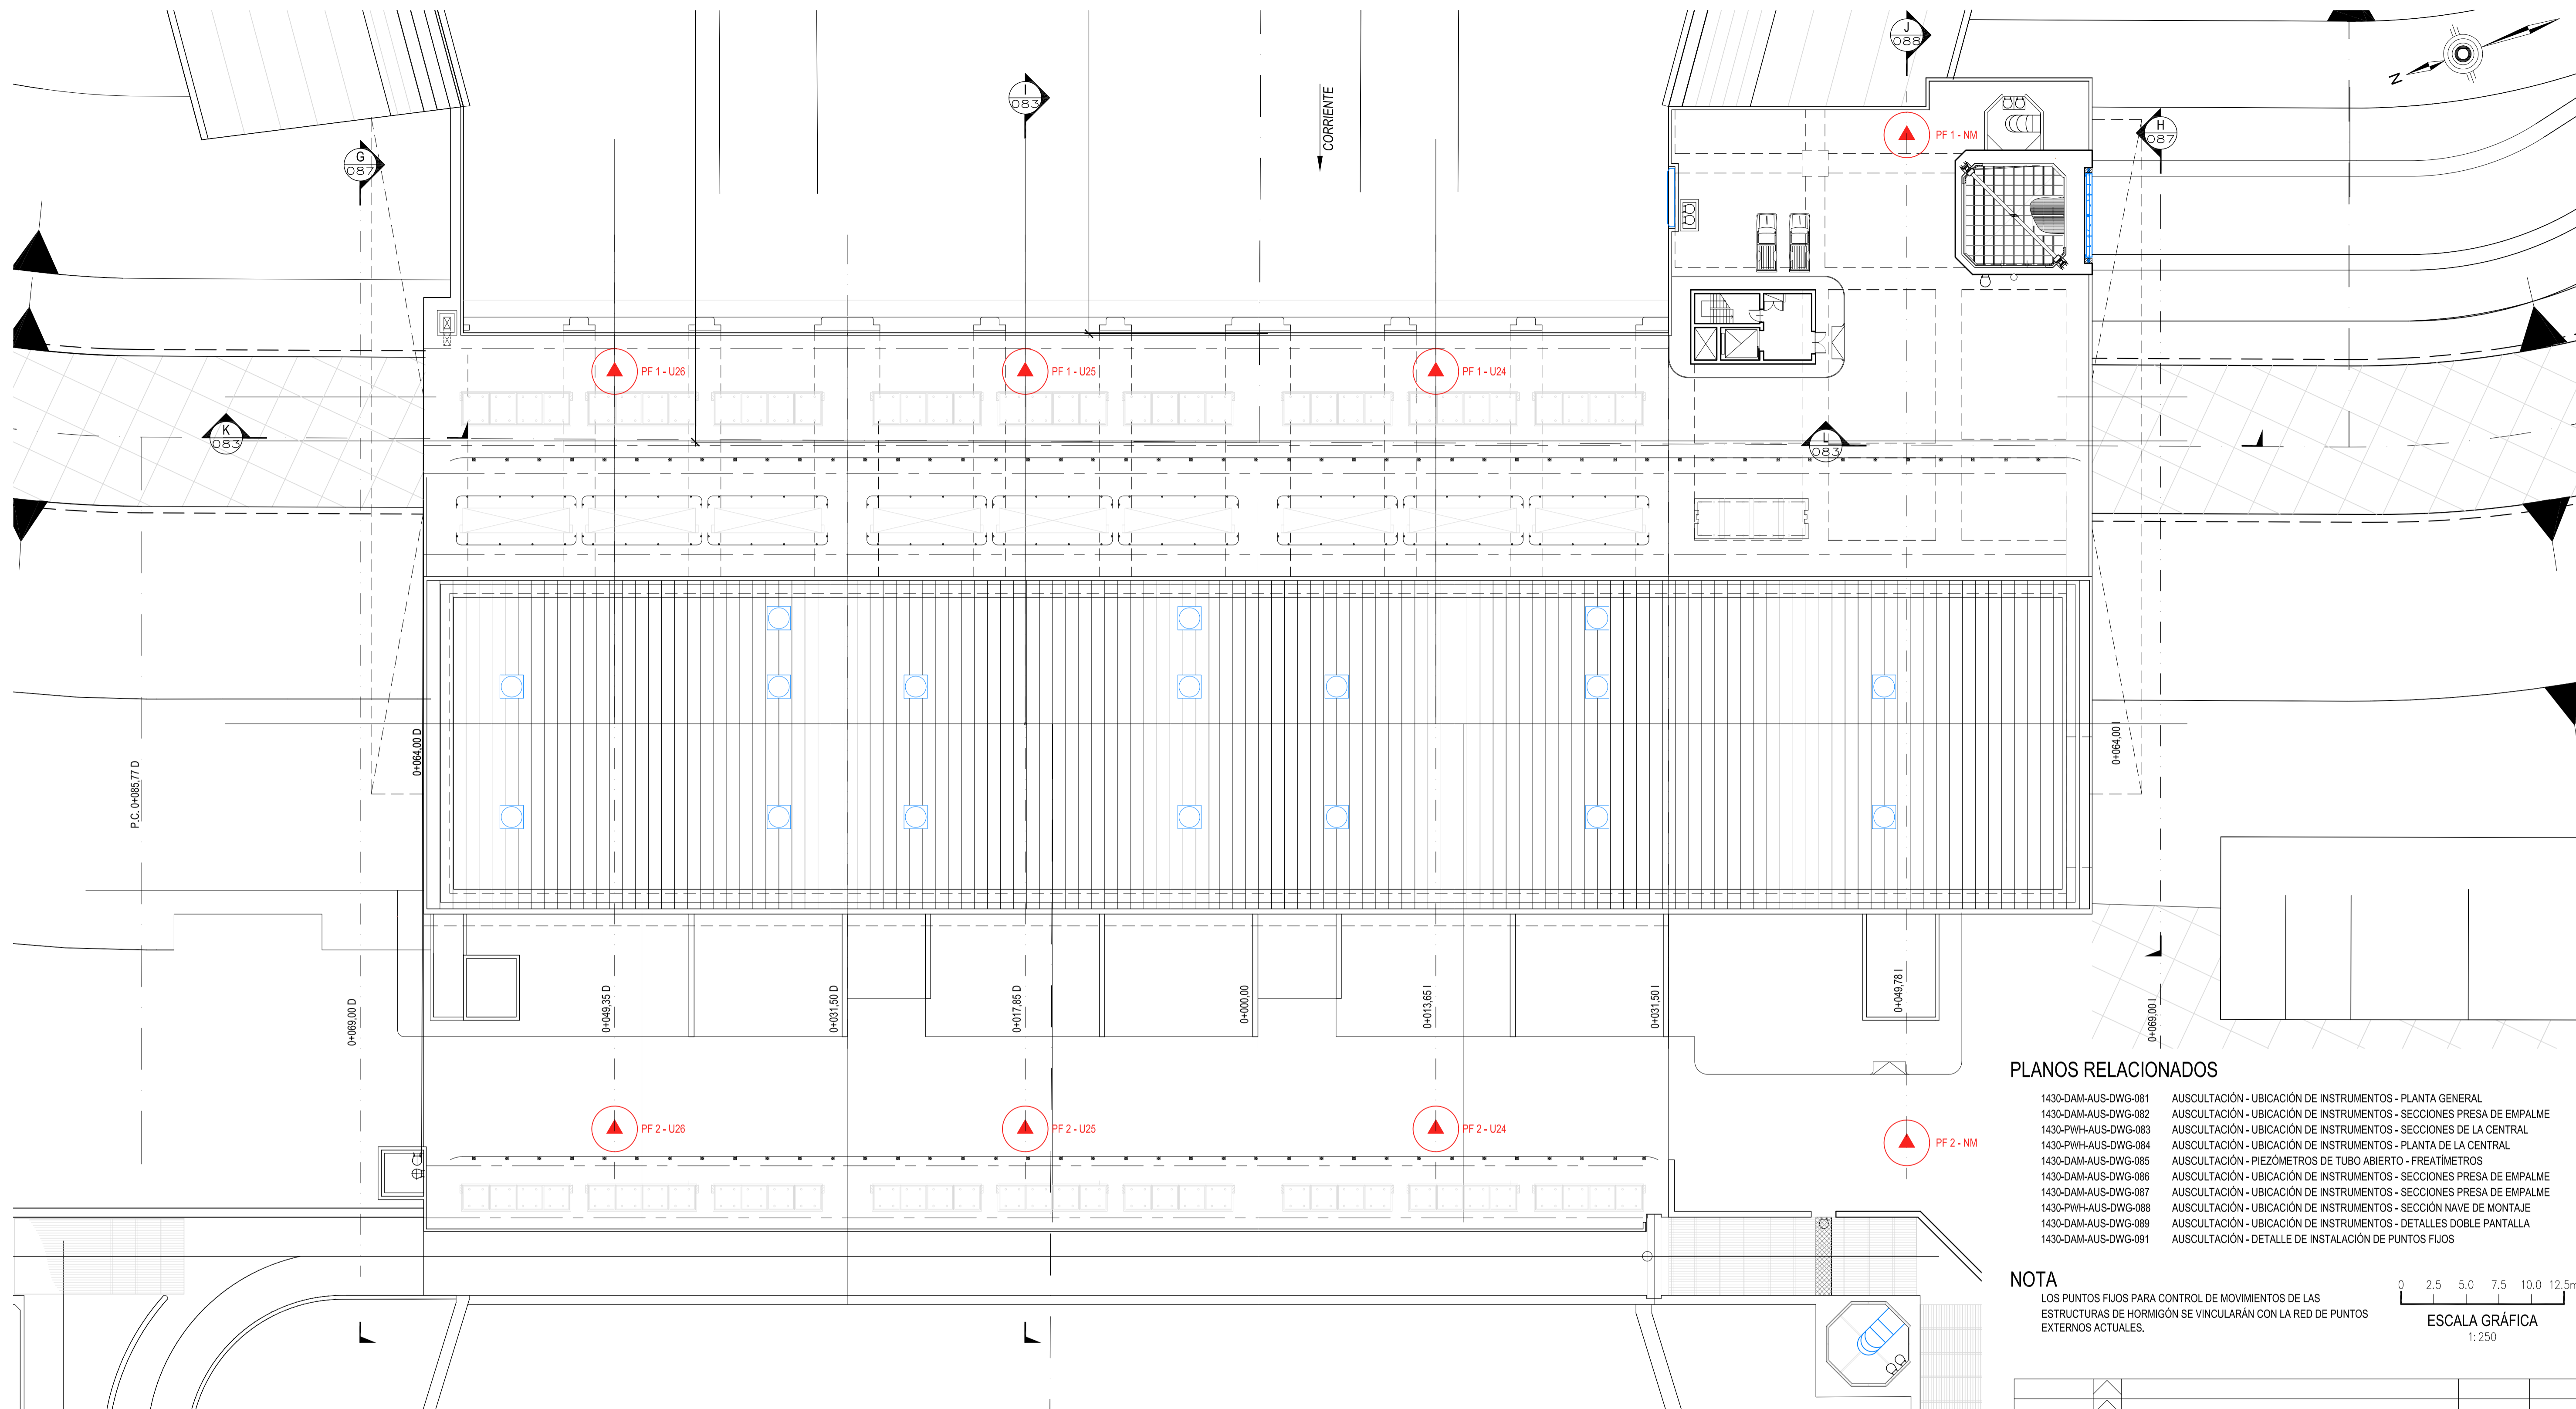 J
088
N
I
083
CORRIENTE
PF 1 - NM
H
087
G
087
PF 1 - U26
PF 1 - U25
PF 1 - U24
K
083
L
083
0+064,00 D
0+064,00 I
P.C. 0+085,77 D
0+069,00 D
0+049,35 D
0+031,50 D
0+017,85 D
0+000,00
0+013,65 I
0+031,50 I
0+049,78 I
0+069,00 I
PF 2 - U26
PF 2 - U25
PF 2 - U24
PF 2 - NM
PLANOS RELACIONADOS
1430-DAM-AUS-DWG-081 AUSCULTACIÓN - UBICACIÓN DE INSTRUMENTOS - PLANTA GENERAL
1430-DAM-AUS-DWG-082 AUSCULTACIÓN - UBICACIÓN DE INSTRUMENTOS - SECCIONES PRESA DE EMPALME
1430-PWH-AUS-DWG-083 AUSCULTACIÓN - UBICACIÓN DE INSTRUMENTOS - SECCIONES DE LA CENTRAL
1430-PWH-AUS-DWG-084 AUSCULTACIÓN - UBICACIÓN DE INSTRUMENTOS - PLANTA DE LA CENTRAL
1430-DAM-AUS-DWG-085 AUSCULTACIÓN - PIEZÓMETROS DE TUBO ABIERTO - FREATÍMETROS
1430-DAM-AUS-DWG-086 AUSCULTACIÓN - UBICACIÓN DE INSTRUMENTOS - SECCIONES PRESA DE EMPALME
1430-DAM-AUS-DWG-087 AUSCULTACIÓN - UBICACIÓN DE INSTRUMENTOS - SECCIONES PRESA DE EMPALME
1430-PWH-AUS-DWG-088 AUSCULTACIÓN - UBICACIÓN DE INSTRUMENTOS - SECCIÓN NAVE DE MONTAJE
1430-DAM-AUS-DWG-089 AUSCULTACIÓN - UBICACIÓN DE INSTRUMENTOS - DETALLES DOBLE PANTALLA
1430-DAM-AUS-DWG-091 AUSCULTACIÓN - DETALLE DE INSTALACIÓN DE PUNTOS FIJOS
NOTA
LOS PUNTOS FIJOS PARA CONTROL DE MOVIMIENTOS DE LAS
ESTRUCTURAS DE HORMIGÓN SE VINCULARÁN CON LA RED DE PUNTOS
EXTERNOS ACTUALES.
0 2.5 5.0 7.5 10.0 12.5m
ESCALA GRÁFICA
1:250